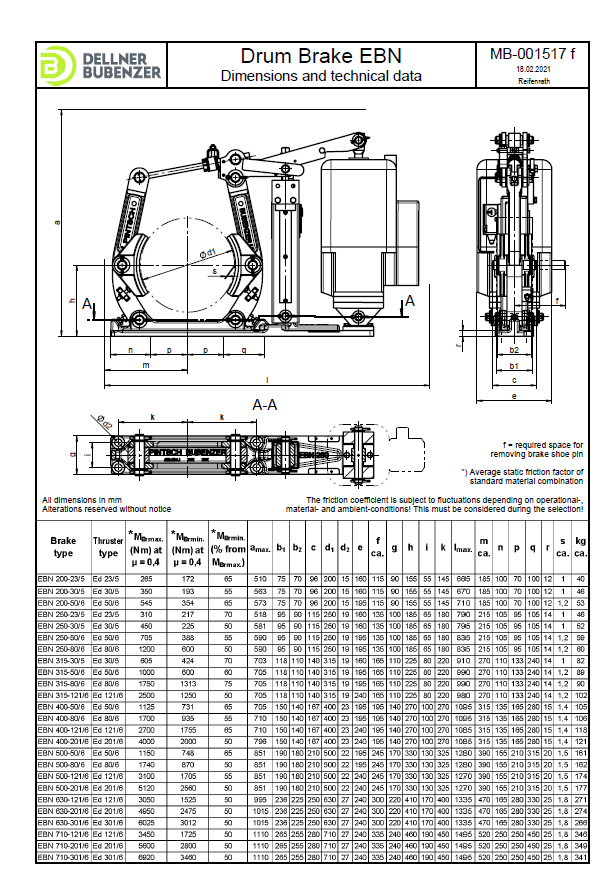 DELLNER
BUBENZER
Drum Brake EBN
Dimensions and technical data
MB-001517 f
18.02.2021
Reifenrath
a
h
PINTSCH
BUBENZER
Ø d1
s
A
A
n
p
p
q
m
l
f
r
b2
b1
c
e
A-A
Ø d2
k
k
g
i
PINTSCH BUBENZER
EBN 250
f = required space for
removing brake shoe pin
*) Average static friction factor of
standard material combination
All dimensions in mm
Alterations reserved without notice
The friction coefficient is subject to fluctuations depending on operational-,
material- and ambient-conditions! This must be considered during the selection!
Brake type Thruster type *MBrmax. (Nm) at µ = 0,4 *MBrmin. (Nm) at µ = 0,4 *MBrmin. (% from MBrmax.) amax. b1 b2 c d1 d2 e f ca. g h i k lmax. m ca. n p q r s ca. kg ca.
EBN 200-23/5 Ed 23/5 265 172 65 510 75 70 96 200 15 160 115 90 155 55 145 665 185 100 70 100 12 1 40
EBN 200-30/5 Ed 30/5 350 193 55 563 75 70 96 200 15 160 115 90 155 55 145 670 185 100 70 100 12 1 46
EBN 200-50/6 Ed 50/6 545 354 65 573 75 70 96 200 15 195 115 90 155 55 145 710 185 100 70 100 12 1,2 53
EBN 250-23/5 Ed 23/5 310 217 70 518 95 90 115 250 19 160 135 100 185 65 180 790 215 105 95 105 14 1 46
EBN 250-30/5 Ed 30/5 450 225 50 581 95 90 115 250 19 160 135 100 185 65 180 795 215 105 95 105 14 1 52
EBN 250-50/6 Ed 50/6 705 388 55 590 95 90 115 250 19 195 135 100 185 65 180 835 215 105 95 105 14 1,2 59
EBN 250-80/6 Ed 80/6 1200 600 50 590 95 90 115 250 19 195 135 100 185 65 180 835 215 105 95 105 14 1,2 60
EBN 315-30/5 Ed 30/5 605 424 70 703 118 110 140 315 19 160 165 110 225 80 220 910 270 110 133 240 14 1 82
EBN 315-50/6 Ed 50/6 1000 600 60 705 118 110 140 315 19 195 165 110 225 80 220 990 270 110 133 240 14 1,2 89
EBN 315-80/6 Ed 80/6 1750 1313 75 705 118 110 140 315 19 195 165 110 225 80 220 990 270 110 133 240 14 1,2 90
EBN 315-121/6 Ed 121/6 2500 1250 50 705 118 110 140 315 19 240 165 110 225 80 220 980 270 110 133 240 14 1,2 102
EBN 400-50/6 Ed 50/6 1125 731 65 705 150 140 167 400 23 195 195 140 270 100 270 1095 315 135 165 280 15 1,4 105
EBN 400-80/6 Ed 80/6 1700 935 55 710 150 140 167 400 23 195 195 140 270 100 270 1095 315 135 165 280 15 1,4 106
EBN 400-121/6 Ed 121/6 2700 1755 65 710 150 140 167 400 23 240 195 140 270 100 270 1085 315 135 165 280 15 1,4 118
EBN 400-201/6 Ed 201/6 4000 2000 50 796 150 140 167 400 23 240 195 140 270 100 270 1085 315 135 165 280 15 1,4 121
EBN 500-50/6 Ed 50/6 1150 748 65 851 190 180 210 500 22 195 245 170 330 130 325 1280 390 155 210 315 20 1,5 161
EBN 500-80/6 Ed 80/6 1740 870 50 851 190 180 210 500 22 195 245 170 330 130 325 1280 390 155 210 315 20 1,5 162
EBN 500-121/6 Ed 121/6 3100 1705 55 851 190 180 210 500 22 240 245 170 330 130 325 1270 390 155 210 315 20 1,5 174
EBN 500-201/6 Ed 201/6 5120 2560 50 851 190 180 210 500 22 240 245 170 330 130 325 1270 390 155 210 315 20 1,5 177
EBN 630-121/6 Ed 121/6 3050 1525 50 995 236 225 250 630 27 240 300 220 410 170 400 1335 470 165 280 330 25 1,8 271
EBN 630-201/6 Ed 201/6 4950 2475 50 1015 236 225 250 630 27 240 300 220 410 170 400 1335 470 165 280 330 25 1,8 274
EBN 630-301/6 Ed 301/6 6025 3012 50 1015 236 225 250 630 27 240 300 220 410 170 400 1335 470 165 280 330 25 1,8 266
EBN 710-121/6 Ed 121/6 3450 1725 50 1110 265 255 280 710 27 240 335 240 460 190 450 1495 520 250 250 450 25 1,8 346
EBN 710-201/6 Ed 201/6 5600 2800 50 1110 265 255 280 710 27 240 335 240 460 190 450 1495 520 250 250 450 25 1,8 349
EBN 710-301/6 Ed 301/6 6920 3460 50 1110 265 255 280 710 27 240 335 240 460 190 450 1495 520 250 250 450 25 1,8 341